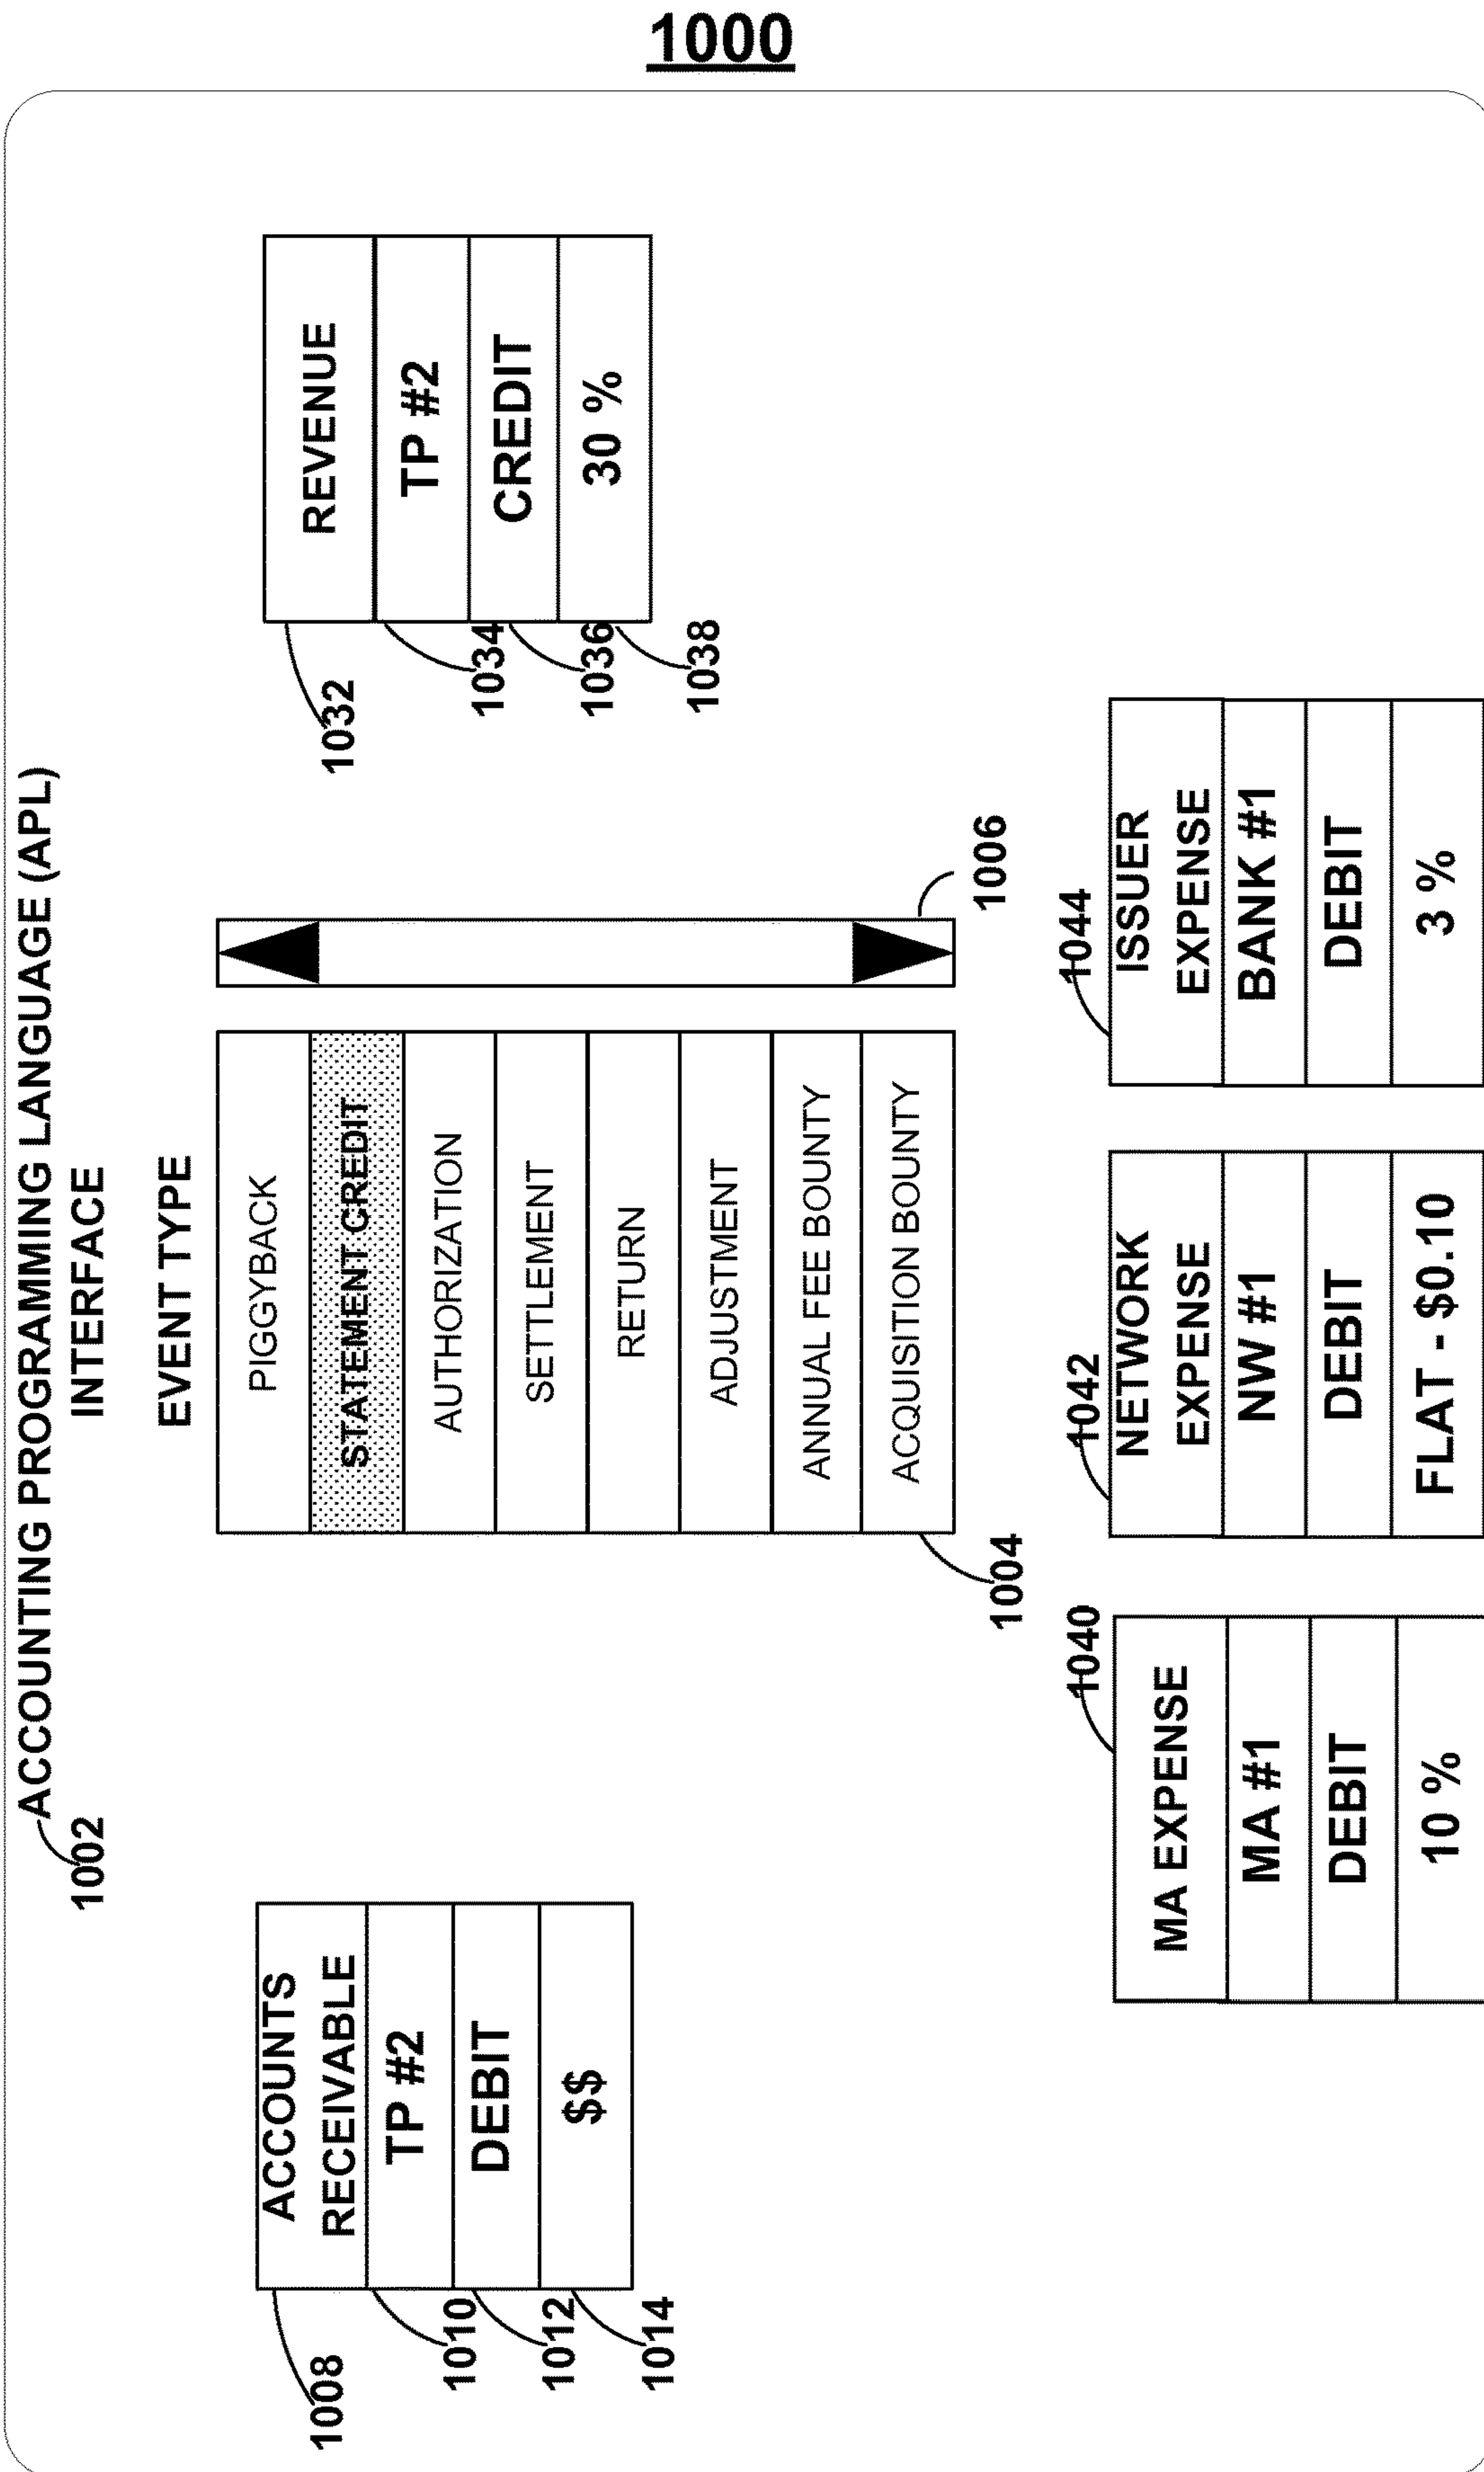 1000
ACCOUNTING PROGRAMMING LANGUAGE (APL)
INTERFACE
1002
EVENT TYPE
ACCOUNTS
RECEIVABLE
TP #2
DEBIT
$$
1008
1010
1012
1014
PIGGYBACK
STATEMENT CREDIT
AUTHORIZATION
SETTLEMENT
RETURN
ADJUSTMENT
ANNUAL FEE BOUNTY
ACQUISITION BOUNTY
1004
1006
REVENUE
TP #2
CREDIT
30 %
1032
1034
1036
1038
1040
MA EXPENSE
MA #1
DEBIT
10 %
1042
NETWORK
EXPENSE
NW #1
DEBIT
FLAT - $0.10
1044
ISSUER
EXPENSE
BANK #1
DEBIT
3 %